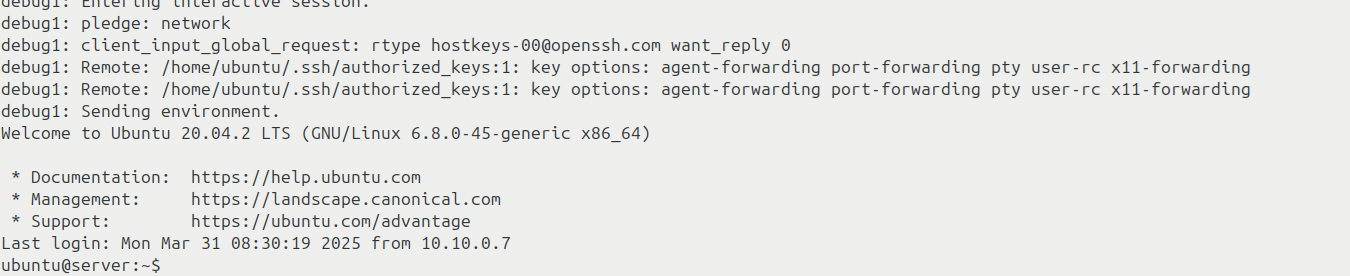 debug1: Entering interactive session.
debug1: pledge: network
debug1: client_input_global_request: rtype hostkeys-00@openssh.com want_reply 0
debug1: Remote: /home/ubuntu/.ssh/authorized_keys:1: key options: agent-forwarding port-forwarding pty user-rc x11-forwarding
debug1: Remote: /home/ubuntu/.ssh/authorized_keys:1: key options: agent-forwarding port-forwarding pty user-rc x11-forwarding
debug1: Sending environment.
Welcome to Ubuntu 20.04.2 LTS (GNU/Linux 6.8.0-45-generic x86_64)
* Documentation:  https://help.ubuntu.com
* Management:     https://landscape.canonical.com
* Support:        https://ubuntu.com/advantage
Last login: Mon Mar 31 08:30:19 2025 from 10.10.0.7
ubuntu@server:~$